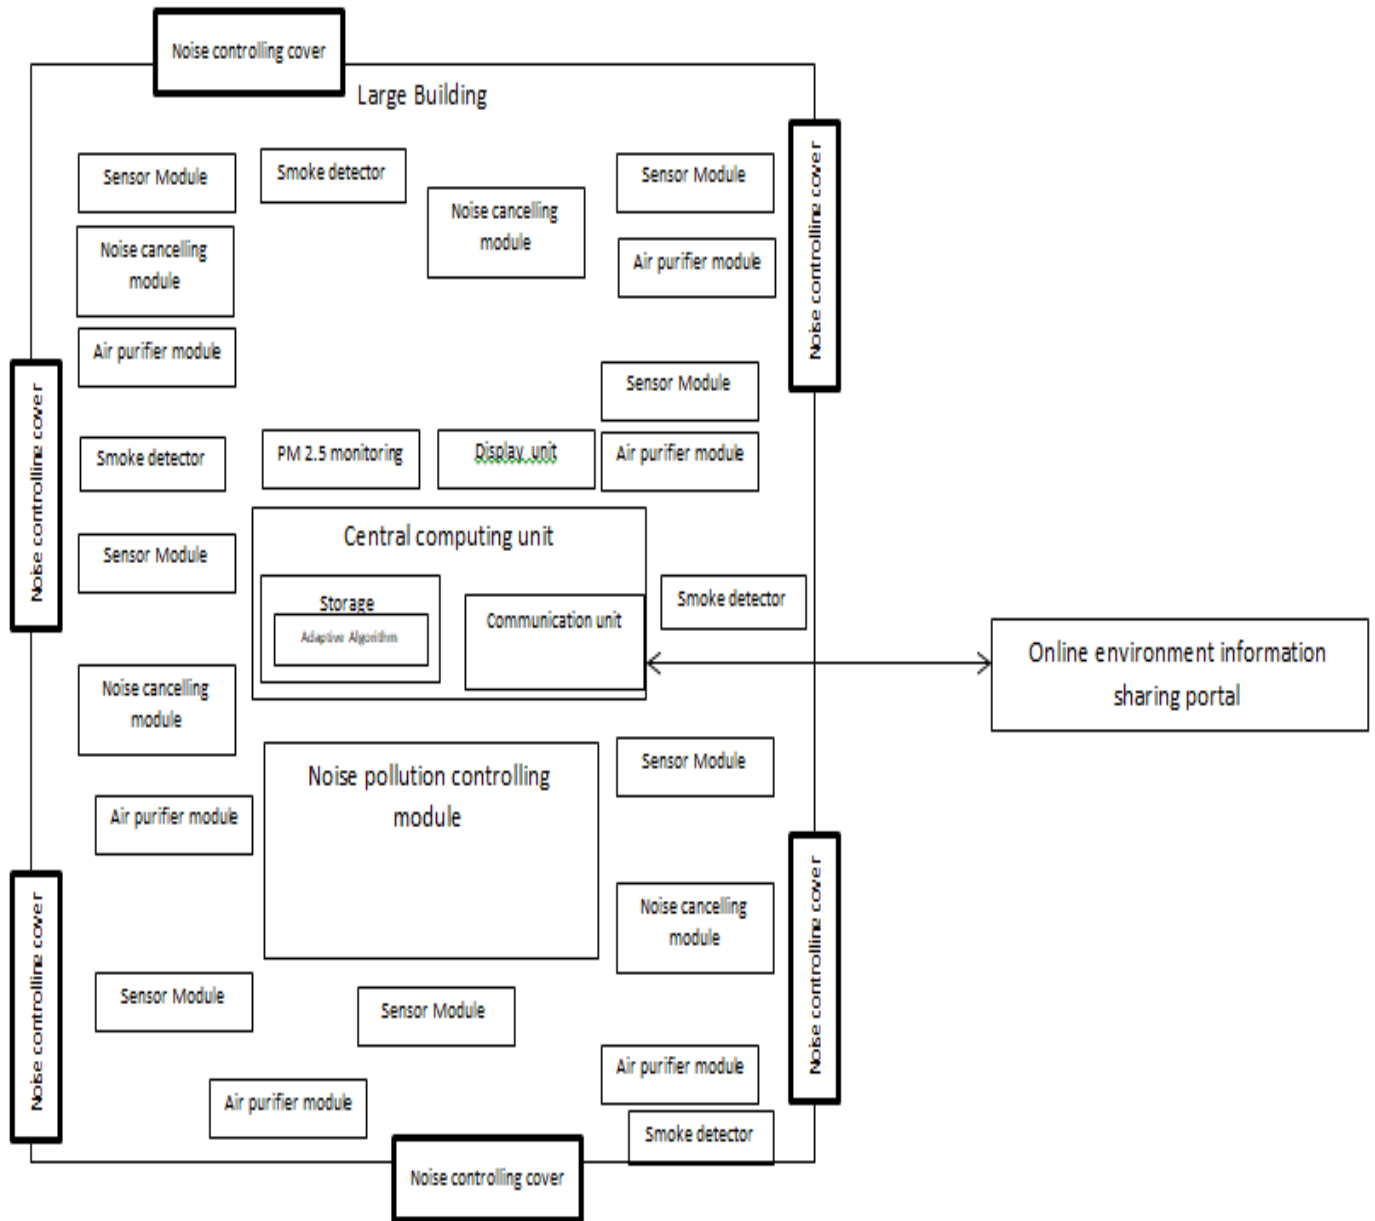 Noise controlling cover
Large Building
Sensor Module
Smoke detector
Noise cancelling
module
Sensor Module
Noise controlline cover
Noise cancelling
module
Air purifier module
Air purifier module
Noise controlline cover
Sensor Module
Smoke detector
PM 2.5 monitoring
Display unit
Air purifier module
Central computing unit
Sensor Module
Storage
Adaptive Algorithm
Communication unit
Smoke detector
Online environment information
sharing portal
Noise cancelling
module
Noise pollution controlling
module
Sensor Module
Air purifier module
Noise controlline cover
Noise cancelling
module
Noise controlline cover
Sensor Module
Sensor Module
Air purifier module
Air purifier module
Smoke detector
Noise controlling cover